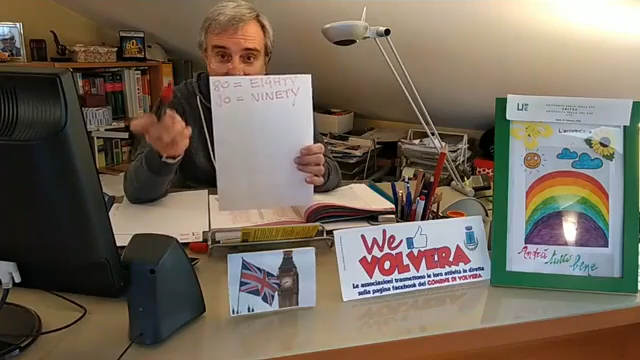 80 = EIGHTY
90 = NINETY
We
VOLVERA
Le associazioni trasmettono le loro attività in diretta
sulla pagina facebook del COMUNE DI VOLVERA
L'arcobaleno
Andrà tutto
bene